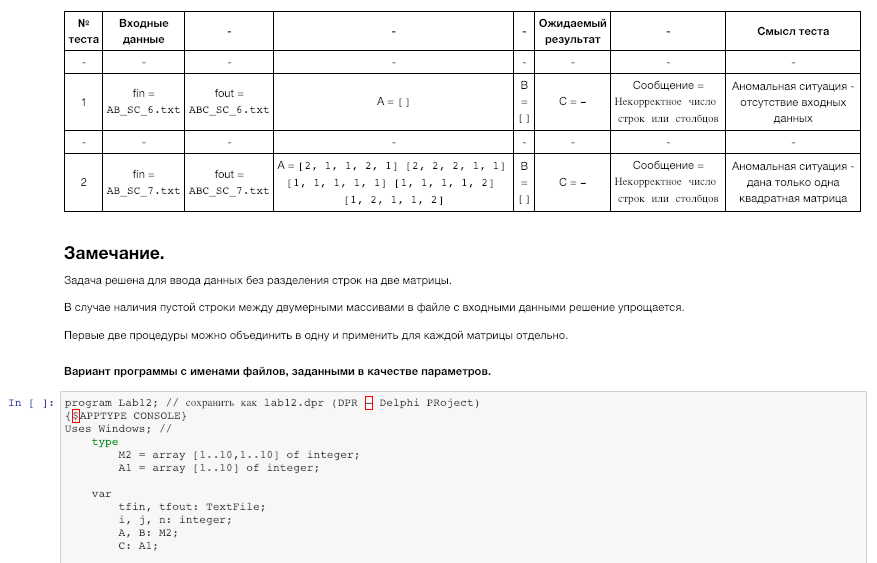 № теста Входные данные - - - Ожидаемый результат - Смысл теста
- - - - - - - -
1 fin = AB_SC_6.txt fout = ABC_SC_6.txt A = [] B = [] C = – Сообщение = Некорректное число строк или столбцов Аномальная ситуация - отсутствие входных данных
- - - - - - - -
2 fin = AB_SC_7.txt fout = ABC_SC_7.txt A = [2, 1, 1, 2, 1] [2, 2, 2, 1, 1] [1, 1, 1, 1, 1] [1, 1, 1, 1, 2] [1, 2, 1, 1, 2] B = [] C = – Сообщение = Некорректное число строк или столбцов Аномальная ситуация - дана только одна квадратная матрица
Замечание.
Задача решена для ввода данных без разделения строк на две матрицы.
В случае наличия пустой строки между двумерными массивами в файле с входными данными решение упрощается.
Первые две процедуры можно объединить в одну и применить для каждой матрицы отдельно.
Вариант программы с именами файлов, заданными в качестве параметров.
In [ ]: program Lab12; // сохранить как lab12.dpr (DPR – Delphi PRoject)
{$APPTYPE CONSOLE}
Uses Windows; //
type
M2 = array [1..10,1..10] of integer;
A1 = array [1..10] of integer;
var
tfin, tfout: TextFile;
i, j, n: integer;
A, B: M2;
C: A1;